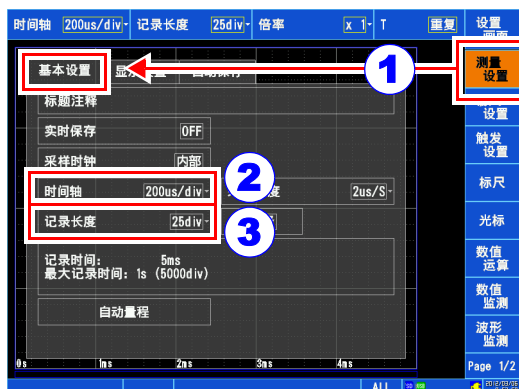 时间轴 200us/div 记录长度 25div 倍率 x 1 T 重复
设置
画面
测量
设置
1
基本设置
标题注释
设置
实时保存 OFF
触发
设置
采样时钟 内部
标尺
2
时间轴 200us/div 2us/S
光标
记录长度 25div
3
数值
运算
记录时间: 5ms
最大记录时间: 1s (5000div)
数值
监测
自动量程
波形
监测
0s 1ms 2ms 3ms 4ms
Page 1/2
ALL